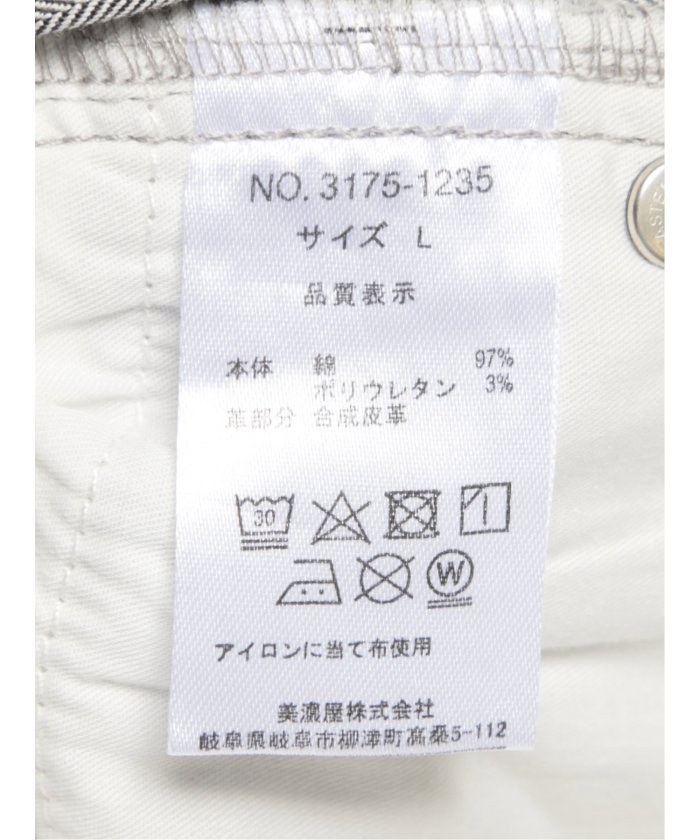 NO. 3175-1235
サイズ L
品質表示
本体 綿 97%
ポリウレタン 3%
革部分 合成皮革
30
W
アイロンに当て布使用
美濃屋株式会社
岐阜県岐阜市柳津町高桑5-112